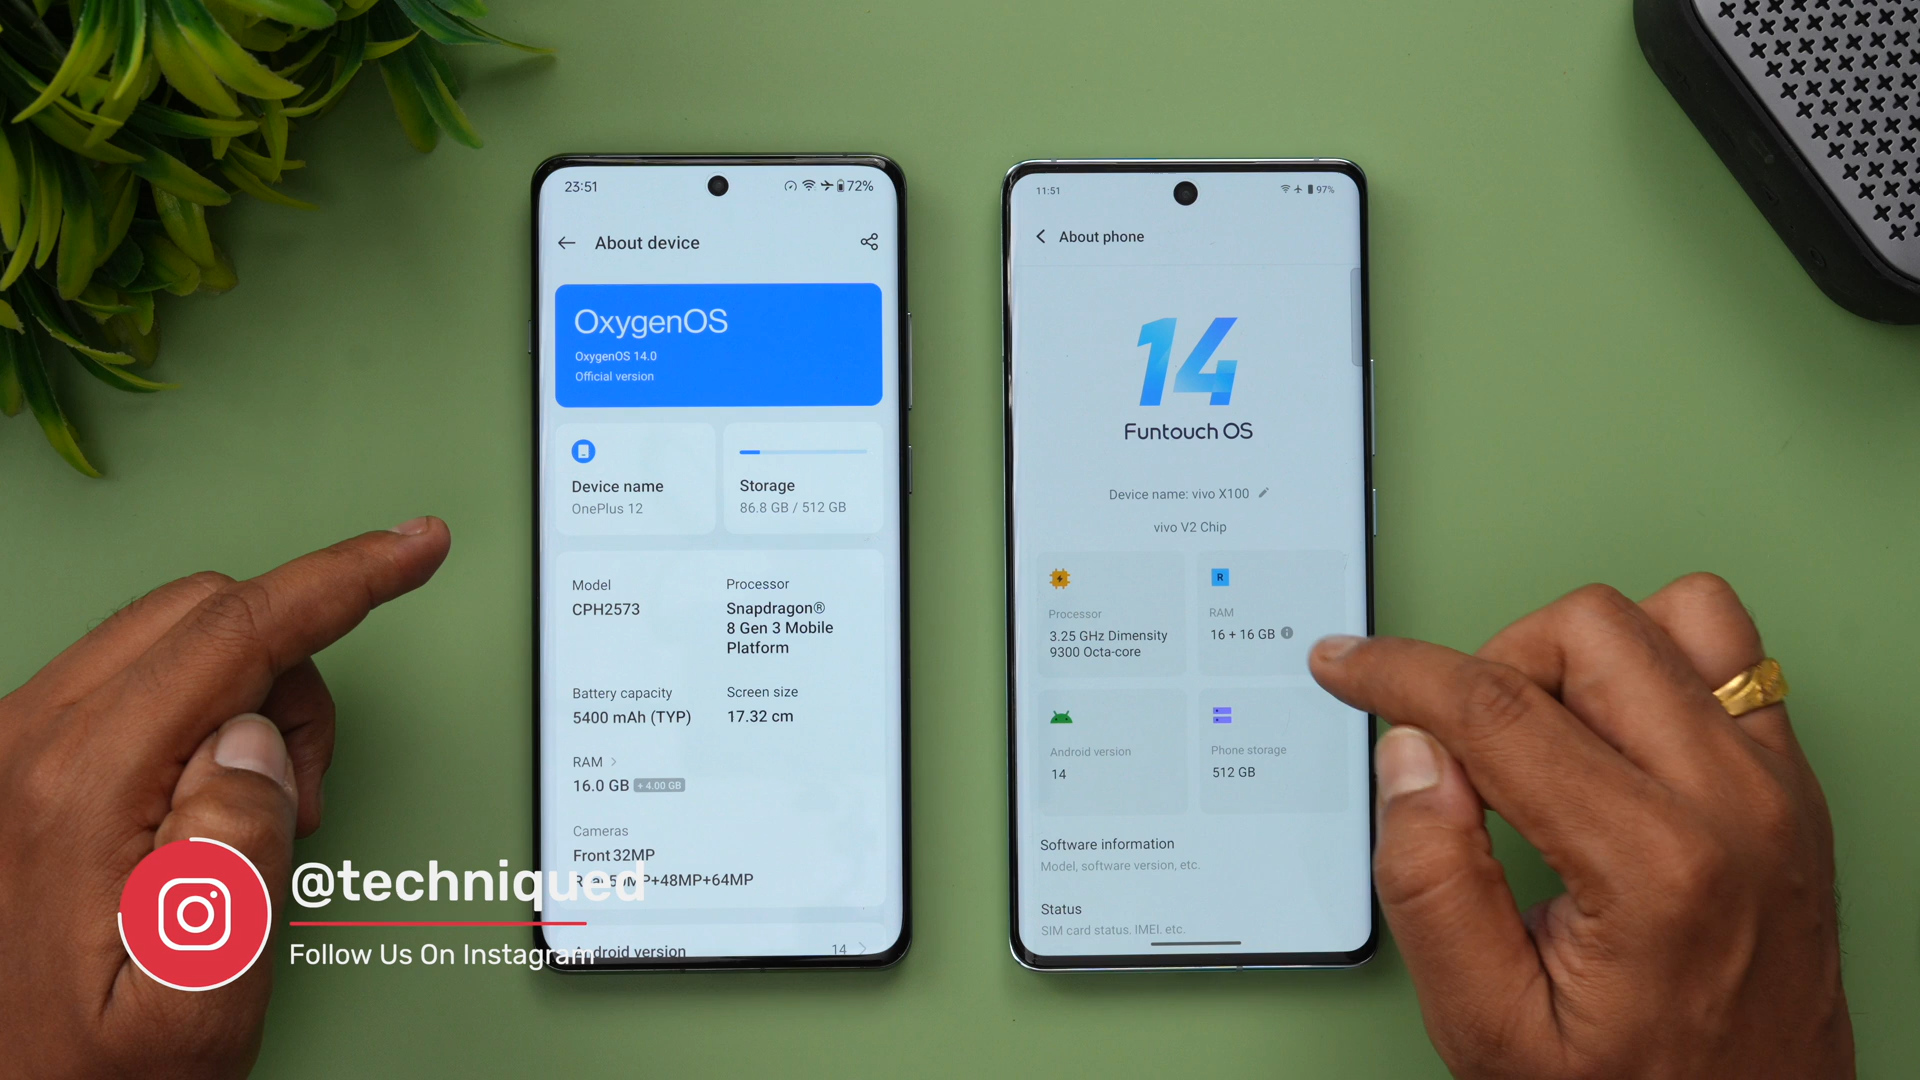 23:51
72%
About device
OxygenOS
OxygenOS 14.0
Official version
Device name
OnePlus 12
Storage
86.8 GB / 512 GB
Model
CPH2573
Processor
Snapdragon®
8 Gen 3 Mobile
Platform
Battery capacity
5400 mAh (TYP)
Screen size
17.32 cm
RAM >
16.0 GB + 4.00 GB
Cameras
Front 32MP
MP+48MP+64MP
Android version
14 >
11:51
97%
About phone
14
Funtouch OS
Device name: vivo X100
vivo V2 Chip
Processor
3.25 GHz Dimensity
9300 Octa-core
R
RAM
16 + 16 GB
Android version
14
Phone storage
512 GB
Software information
Model, software version, etc.
Status
SIM card status, IMEI, etc.
@techniqued
Follow Us On Instagram